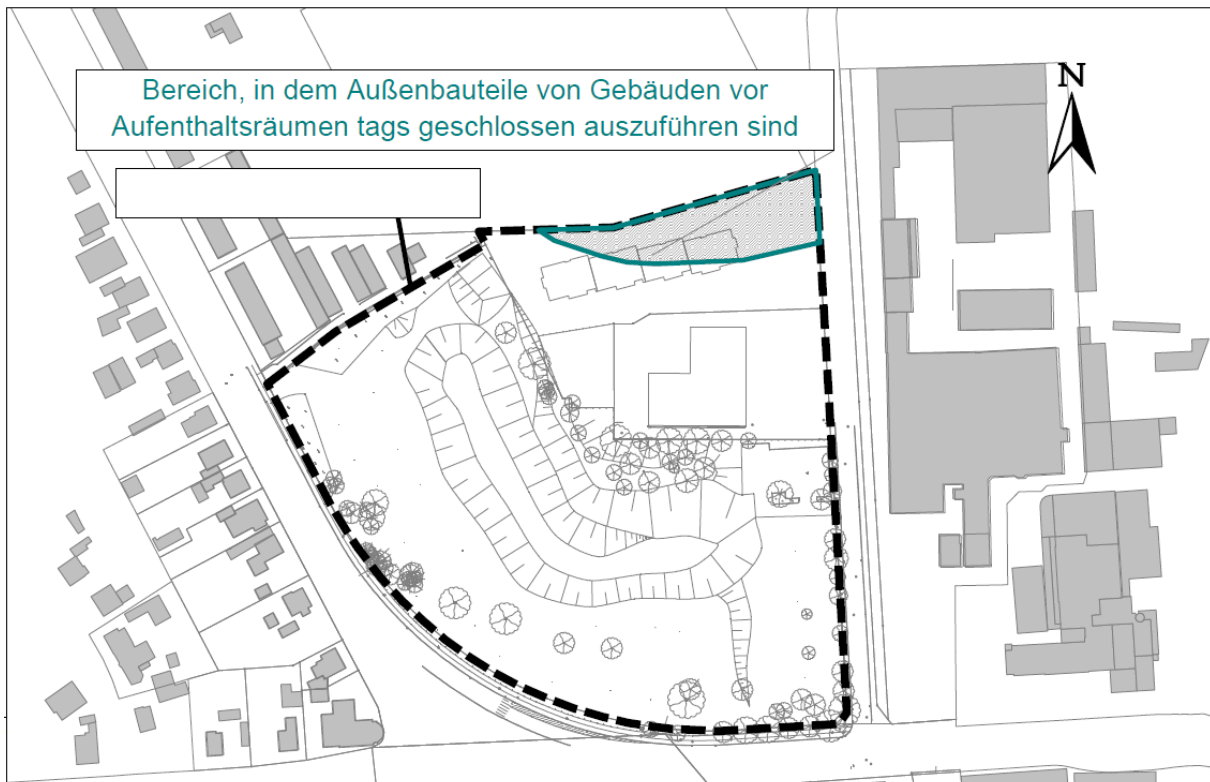 Bereich, in dem Außenbauteile von Gebäuden vor
Aufenthaltsräumen tags geschlossen auszuführen sind
N